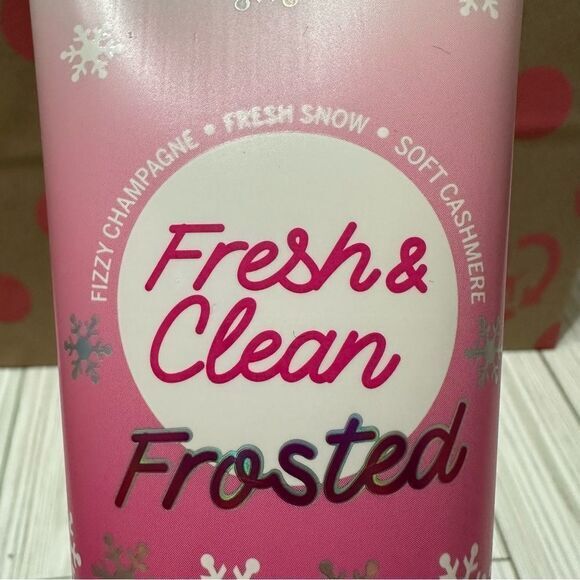 FIZZY CHAMPAGNE • FRESH SNOW • SOFT CASHMERE
Fresh &
Clean
Frosted